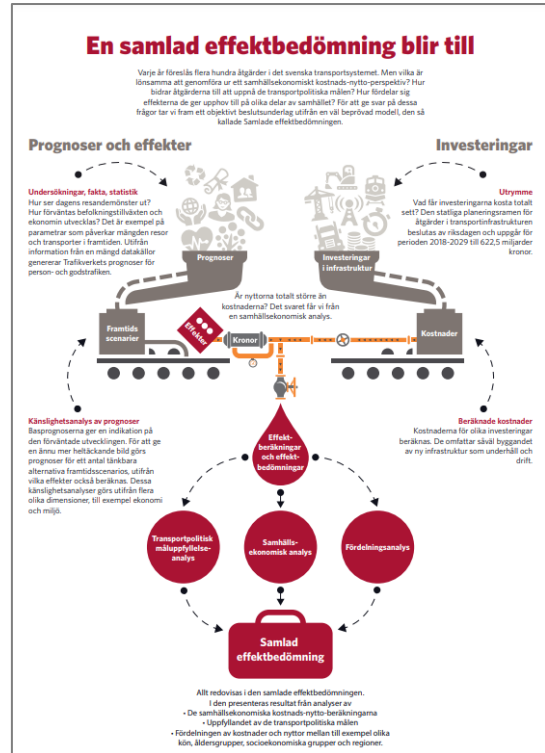 En samlad effektbedömning blir till
Varje år föreslås flera hundra åtgärder i det svenska transportsystemet. Men vilka är
lönsamma att genomföra ur ett samhällsekonomiskt kostnads-nytto-perspektiv? Hur
bidrar åtgärderna till att uppnå de transportpolitiska målen? Hur fördelar sig
effekterna de ger upphov till på olika delar av samhället? För att ge svar på dessa
frågor tar vi fram ett objektivt beslutsunderlag utifrån en väl beprövad modell, den så
kallade Samlade effektbedömningen.
Prognoser och effekter
Undersökningar, fakta, statistik
Hur ser dagens resandemönster ut?
Hur förväntas befolkningstillväxten och
ekonomin utvecklas? Det är exempel på
parametrar som påverkar mängden resor
och transporter i framtiden. Utifrån
information från en mängd datakällor
genererar Trafikverkets prognoser för
person- och godstrafiken.
Prognoser
Investeringar
Utrymme
Vad får investeringarna kosta totalt
sett? Den statliga planeringsramen för
åtgärder i transportinfrastrukturen
beslutas av riksdagen och uppgår för
perioden 2018-2029 till 622,5 miljarder
kronor.
Investeringar
i infrastruktur
Är nyttorna totalt större än
kostnaderna? Det svaret får vi från
en samhällsekonomisk analys.
Framtids
scenarier
Effekter
Kronor
Kostnader
Känslighetsanalys av prognoser
Basprognoserna ger en indikation på
den förväntade utvecklingen. För att ge
en ännu mer heltäckande bild görs
prognoser för ett antal tänkbara
alternativa framtidsscenarios, utifrån
vilka effekter också beräknas. Dessa
känslighetsanalyser görs utifrån flera
olika dimensioner, till exempel ekonomi
och miljö.
Beräknade kostnader
Kostnaderna för olika investeringar
beräknas. De omfattar såväl byggandet
av ny infrastruktur som underhåll och
drift.
Effekt-
beräkningar
och effekt-
bedömningar
Transportpolitisk
måluppfyllelse-
analys
Samhälls-
ekonomisk analys
Fördelningsanalys
Samlad
effektbedömning
Allt redovisas i den samlade effektbedömningen.
I den presenteras resultat från analyser av
• De samhällsekonomiska kostnads-nytto-beräkningarna
• Uppfyllandet av de transportpolitiska målen
• Fördelningen av kostnader och nyttor mellan till exempel olika
kön, åldersgrupper, socioekonomiska grupper och regioner.